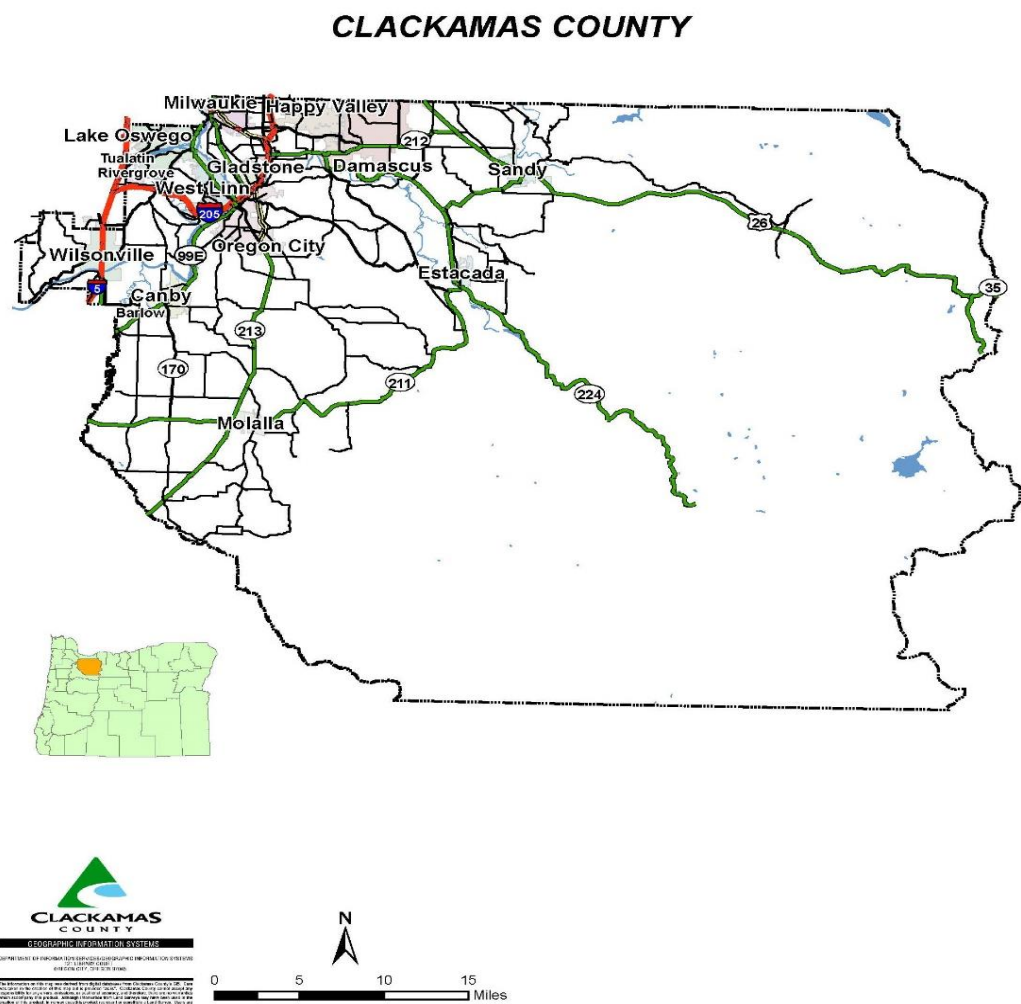 CLACKAMAS COUNTY
Milwaukie
Happy Valley
Lake Oswego
212
Tualatin
Gladstone
Damascus
Rivergrove
Sandy
West Linn
205
26
Oregon City
Wilsonville
99E
Estacada
5
35
Canby
Barlow
213
170
211
224
Molalla
CLACKAMAS
COUNTY
GEOGRAPHIC INFORMATION SYSTEMS
N
0 5 10 15
Miles